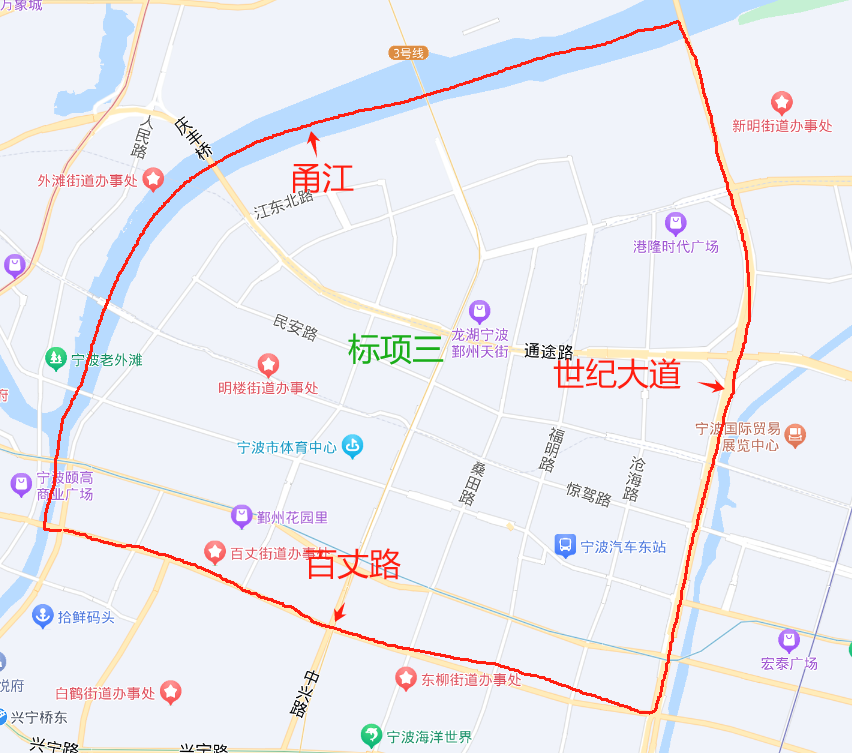 万象城
3号线
人民路
庆丰桥
新明街道办事处
外滩街道办事处
甬江
江东北路
港隆时代广场
民安路
标项三
龙湖宁波
鄞州天街
通途路
宁波老外滩
明楼街道办事处
世纪大道
府
宁波国际贸易
展览中心
宁波市体育中心
福明路
沧海路
桑田路
惊驾路
宁波颐高
商业广场
鄞州花园里
百丈街道办事处
宁波汽车东站
百丈路
拾鲜码头
宏泰广场
悦府
白鹤街道办事处
中兴路
东柳街道办事处
兴宁桥东
宁波海洋世界
兴宁路
兴宁路